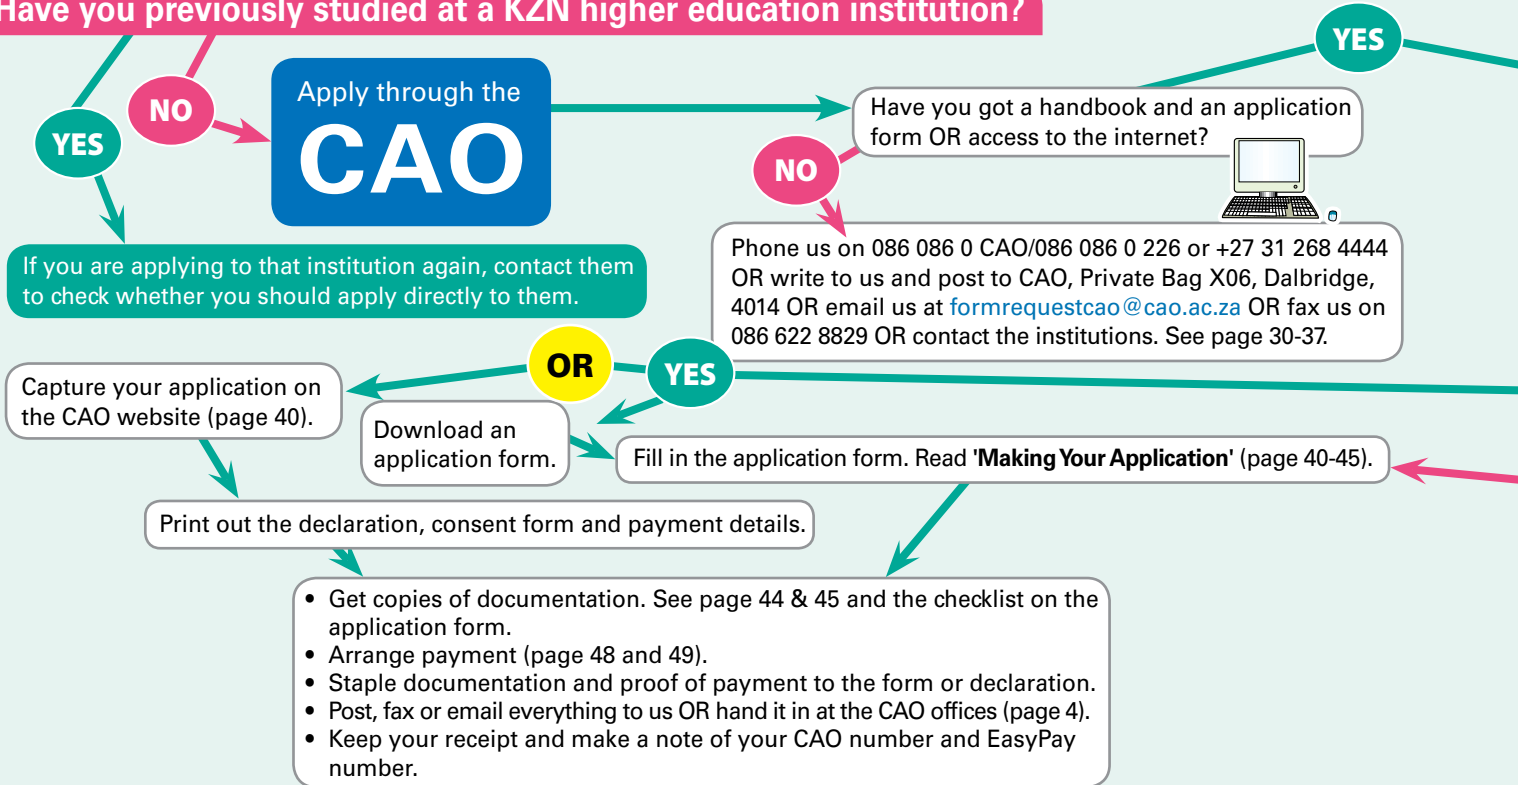 Have you previously studied at a KZN higher education institution?
YES
NO
Apply through the
CAO
YES
Have you got a handbook and an application
form OR access to the internet?
NO
Phone us on 086 086 0 CAO/086 086 0 226 or +27 31 268 4444
OR write to us and post to CAO, Private Bag X06, Dalbridge,
4014 OR email us at formrequestcao@cao.ac.za OR fax us on
086 622 8829 OR contact the institutions. See page 30-37.
If you are applying to that institution again, contact them
to check whether you should apply directly to them.
OR
YES
Capture your application on
the CAO website (page 40).
Download an
application form.
Fill in the application form. Read 'Making Your Application' (page 40-45).
Print out the declaration, consent form and payment details.
• Get copies of documentation. See page 44 & 45 and the checklist on the
application form.
• Arrange payment (page 48 and 49).
• Staple documentation and proof of payment to the form or declaration.
• Post, fax or email everything to us OR hand it in at the CAO offices (page 4).
• Keep your receipt and make a note of your CAO number and EasyPay
number.